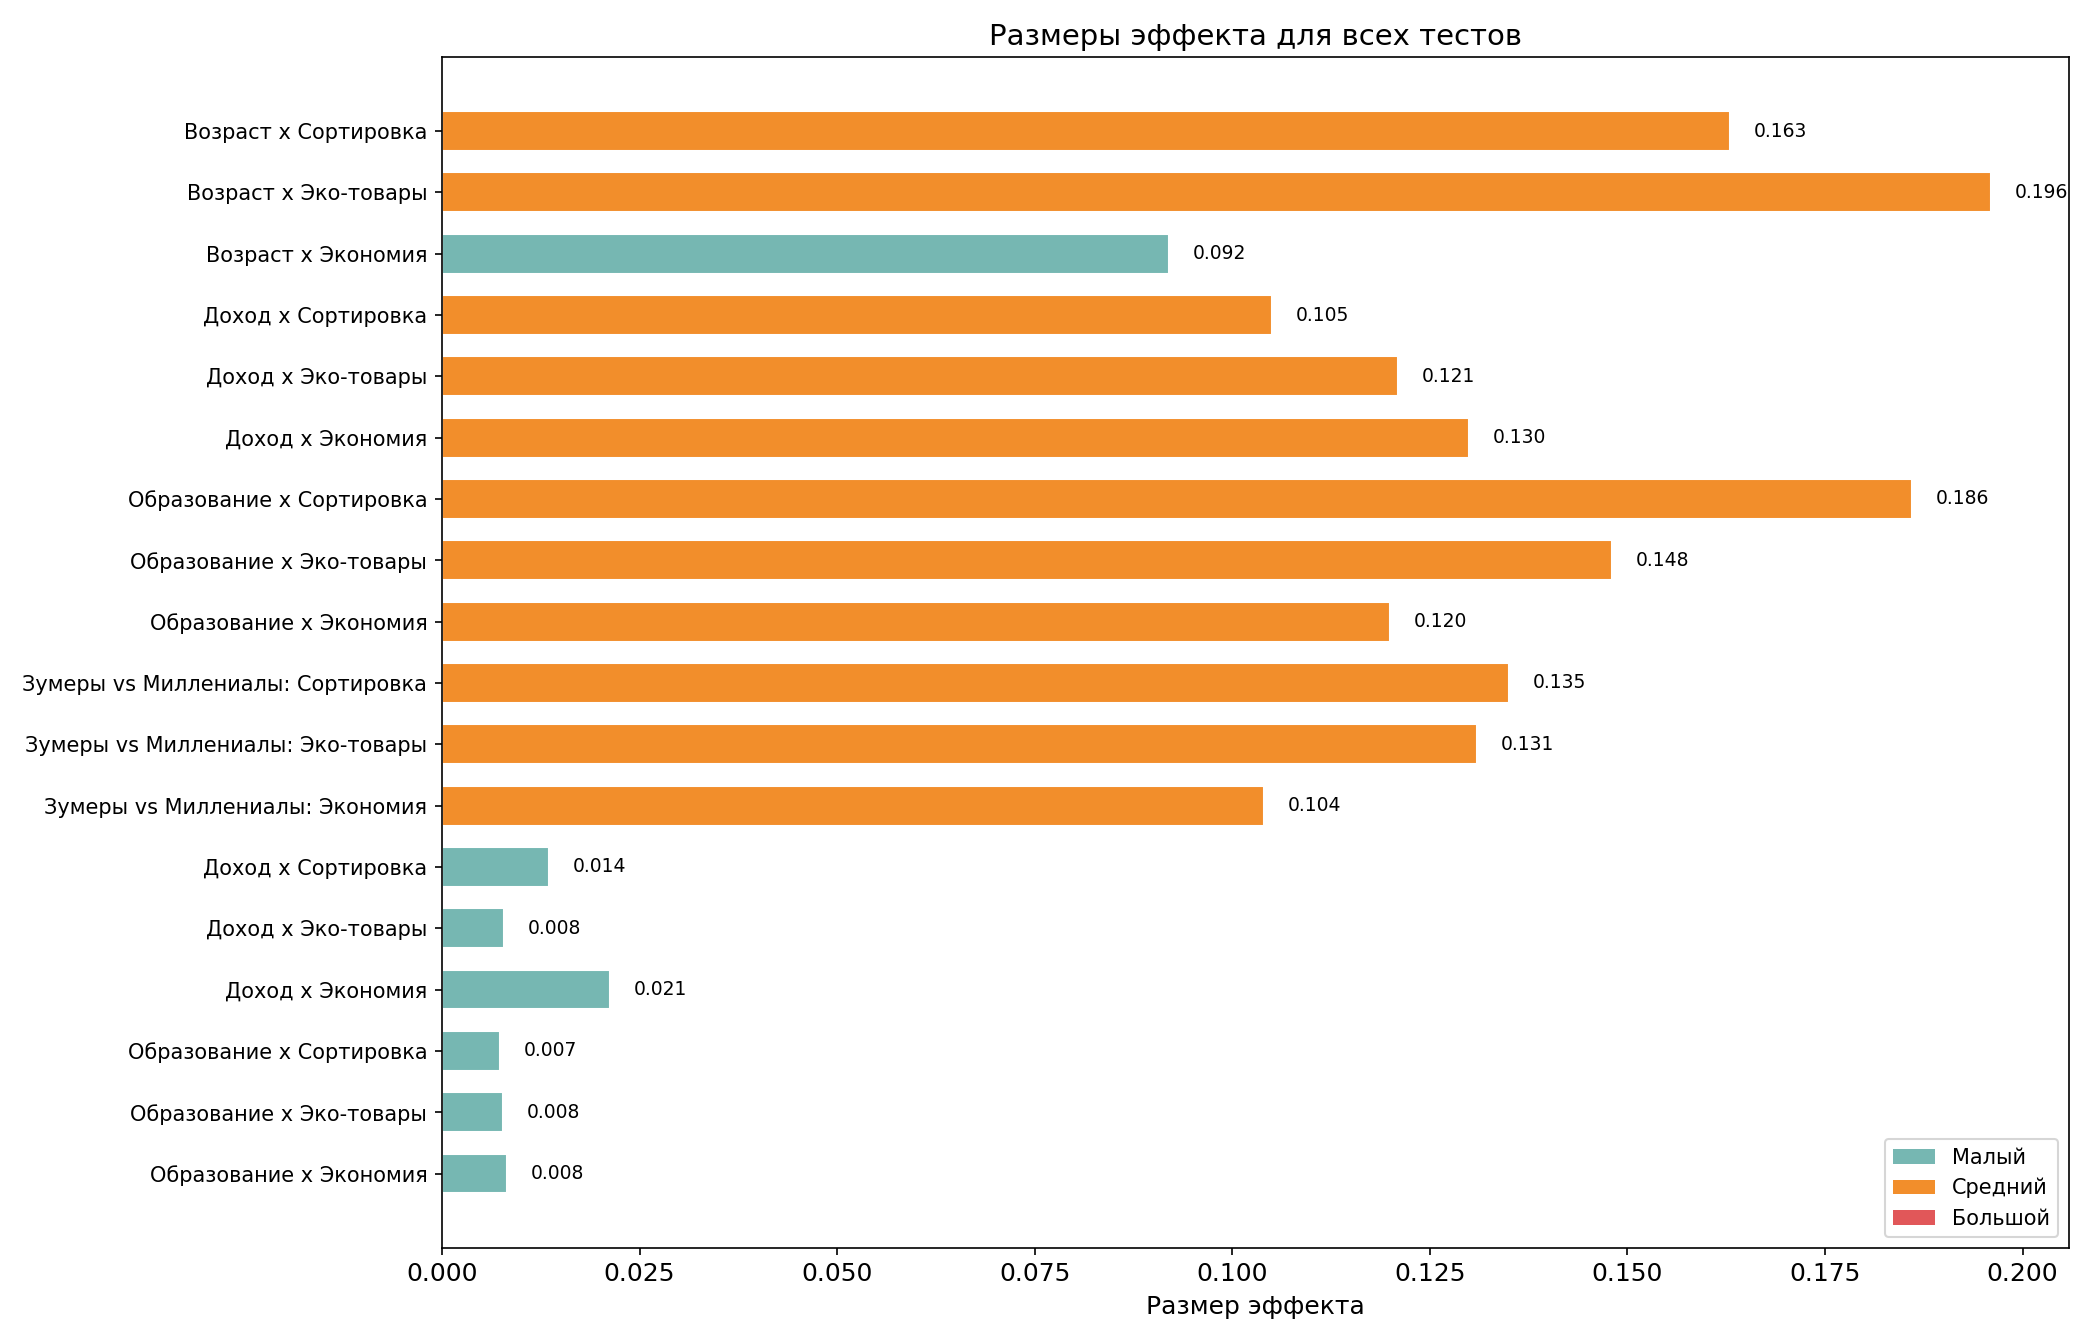 Размеры эффекта для всех тестов
Возраст x Сортировка 0.163
Возраст x Эко-товары 0.196
Возраст x Экономия 0.092
Доход x Сортировка 0.105
Доход x Эко-товары 0.121
Доход x Экономия 0.130
Образование x Сортировка 0.186
Образование x Эко-товары 0.148
Образование x Экономия 0.120
Зумеры vs Миллениалы: Сортировка 0.135
Зумеры vs Миллениалы: Эко-товары 0.131
Зумеры vs Миллениалы: Экономия 0.104
Доход x Сортировка 0.014
Доход x Эко-товары 0.008
Доход x Экономия 0.021
Образование x Сортировка 0.007
Образование x Эко-товары 0.008
Образование x Экономия 0.008
Малый
Средний
Большой
0.000 0.025 0.050 0.075 0.100 0.125 0.150 0.175 0.200
Размер эффекта